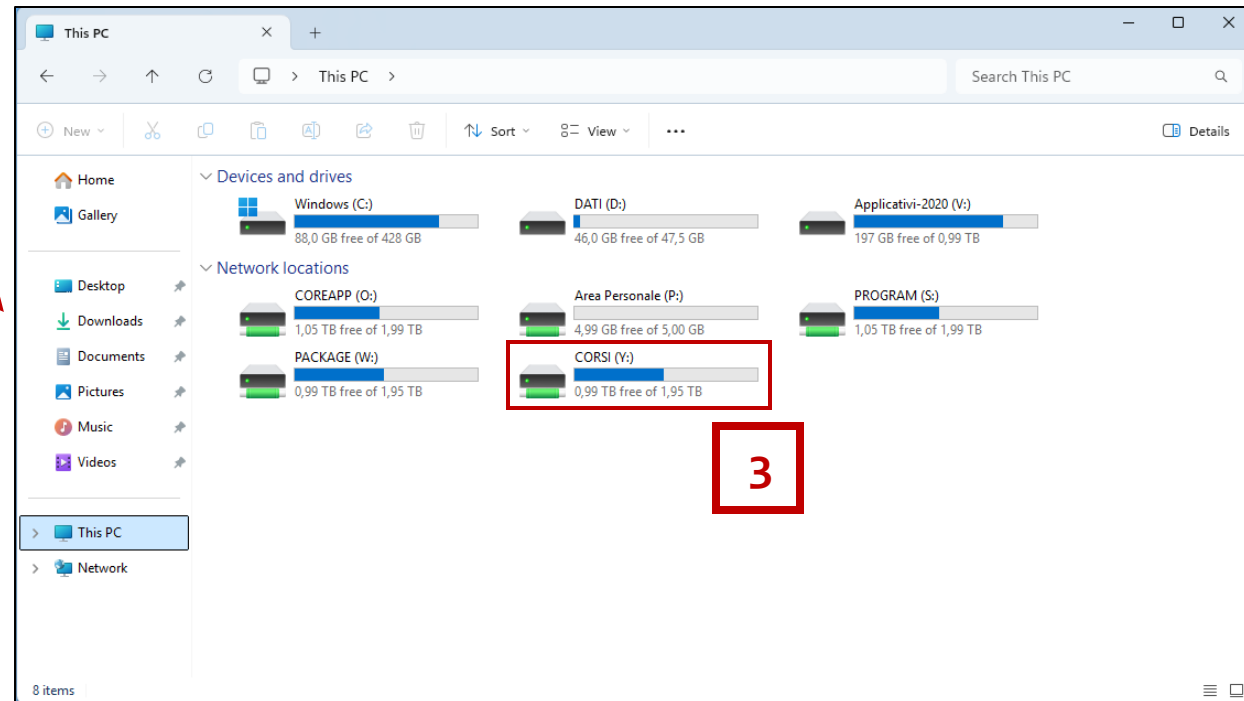 This PC
This PC
Search This PC
New
Sort
View
Details
Home
Gallery
Desktop
Downloads
Documents
Pictures
Music
Videos
This PC
Network
Devices and drives
Windows (C:)
88,0 GB free of 428 GB
DATI (D:)
46,0 GB free of 47,5 GB
Applicativi-2020 (V:)
197 GB free of 0,99 TB
Network locations
COREAPP (O:)
1,05 TB free of 1,99 TB
Area Personale (P:)
4,99 GB free of 5,00 GB
PROGRAM (S:)
1,05 TB free of 1,99 TB
PACKAGE (W:)
0,99 TB free of 1,95 TB
CORSI (Y:)
0,99 TB free of 1,95 TB
3
8 items